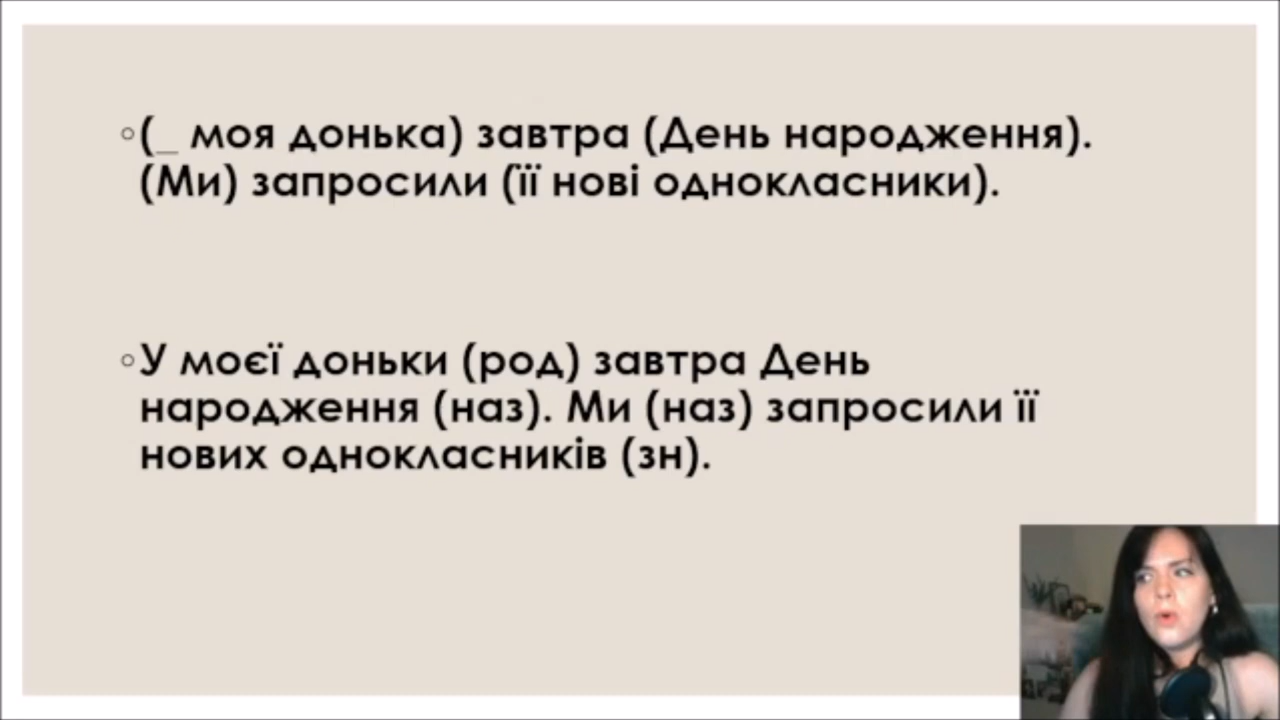 (_ моя донька) завтра (День народження).
(Ми) запросили (її нові однокласники).
У моєї доньки (род) завтра День
народження (наз). Ми (наз) запросили її
нових однокласників (зн).